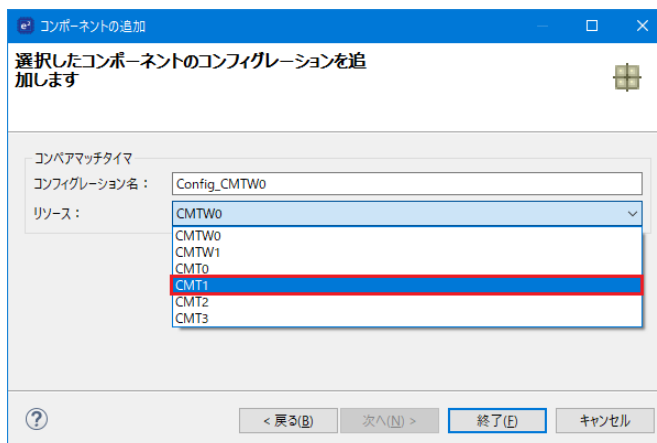 e² コンポーネントの追加
選択したコンポーネントのコンフィグレーションを追
加します
コンペアマッチタイマ
コンフィグレーション名： Config_CMTW0
リソース： CMTW0
CMTW0
CMTW1
CMT0
CMT1
CMT2
CMT3
< 戻る(B) 次へ(N) > 終了(F) キャンセル